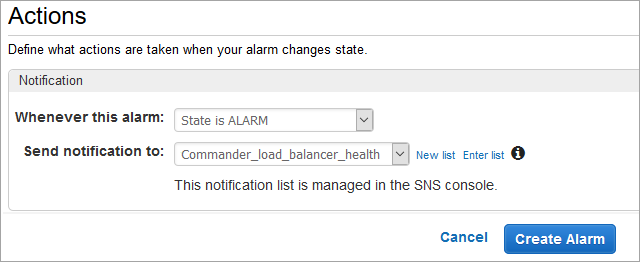 Actions
Define what actions are taken when your alarm changes state.
Notification
Whenever this alarm: State is ALARM
Send notification to: Commander_load_balancer_health New list Enter list
This notification list is managed in the SNS console.
Cancel Create Alarm